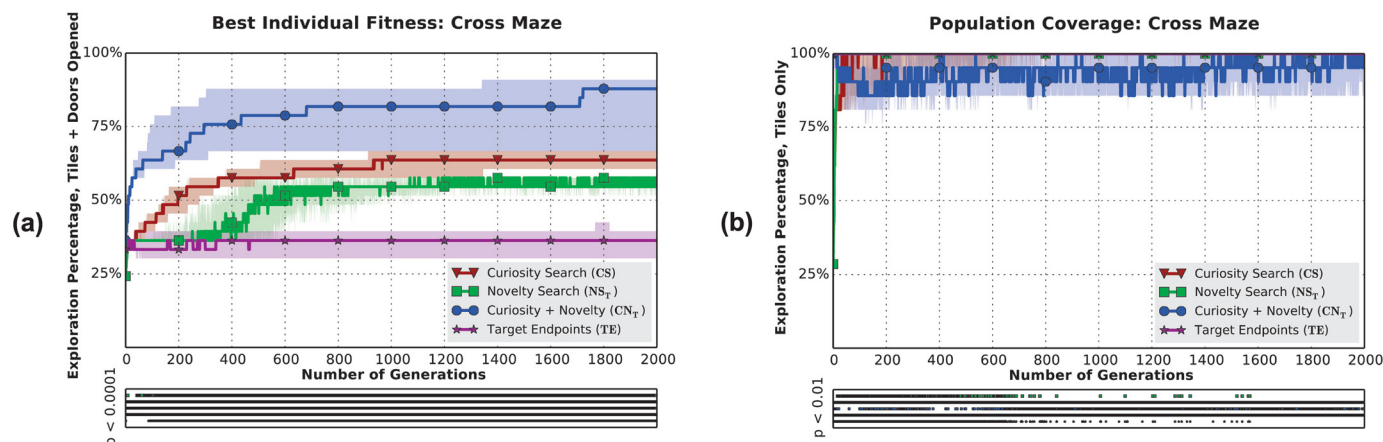 Best Individual Fitness: Cross Maze
Exploration Percentage, Tiles + Doors Opened
100%
75%
50%
25%
(a)
Curiosity Search (CS)
Novelty Search (NS_T)
Curiosity + Novelty (CN_T)
Target Endpoints (TE)
0 200 400 600 800 1000 1200 1400 1600 1800 2000
Number of Generations
p < 0.0001
Population Coverage: Cross Maze
Exploration Percentage, Tiles Only
100%
75%
50%
25%
(b)
Curiosity Search (CS)
Novelty Search (NS_T)
Curiosity + Novelty (CN_T)
Target Endpoints (TE)
0 200 400 600 800 1000 1200 1400 1600 1800 2000
Number of Generations
p < 0.01